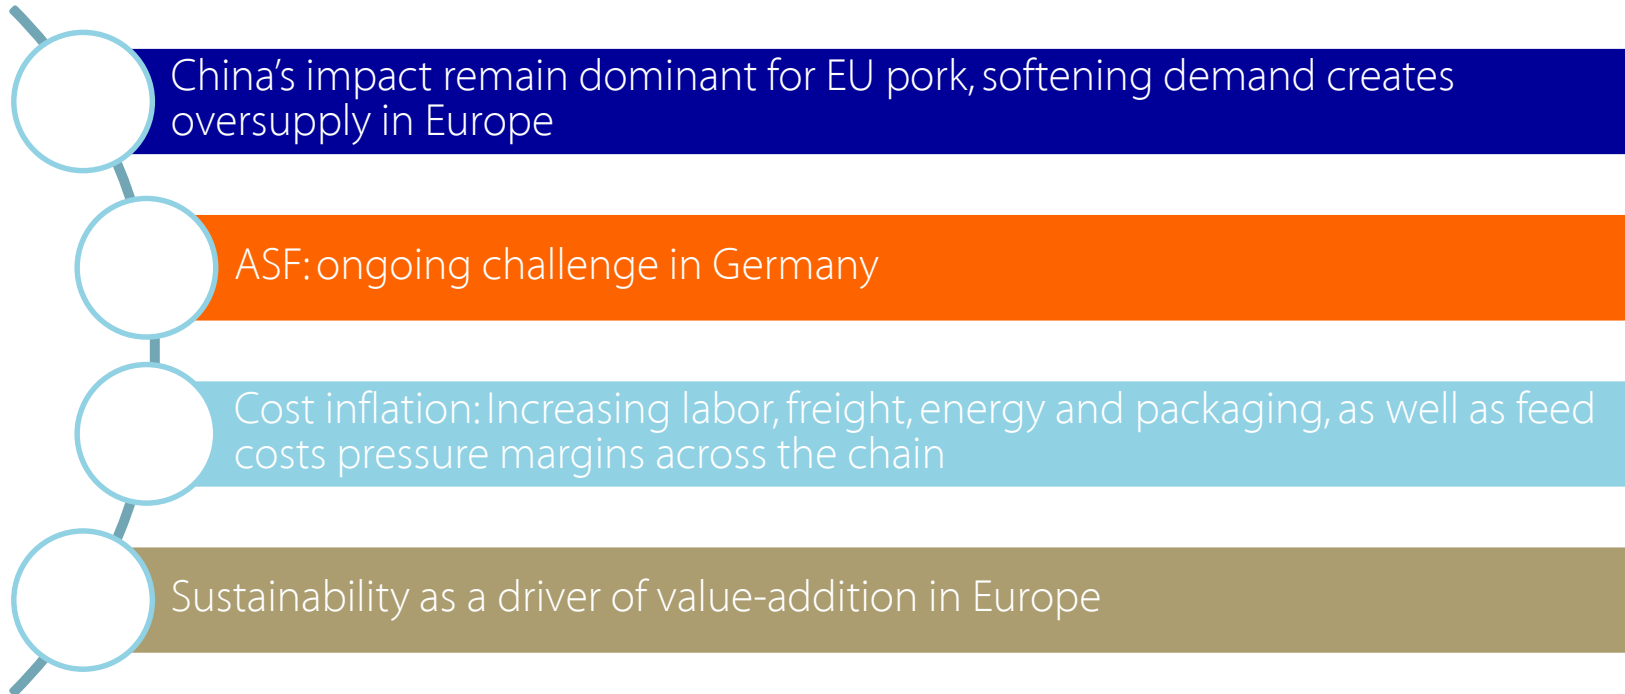 China’s impact remain dominant for EU pork, softening demand creates
oversupply in Europe
ASF: ongoing challenge in Germany
Cost inflation: Increasing labor, freight, energy and packaging, as well as feed
costs pressure margins across the chain
Sustainability as a driver of value-addition in Europe